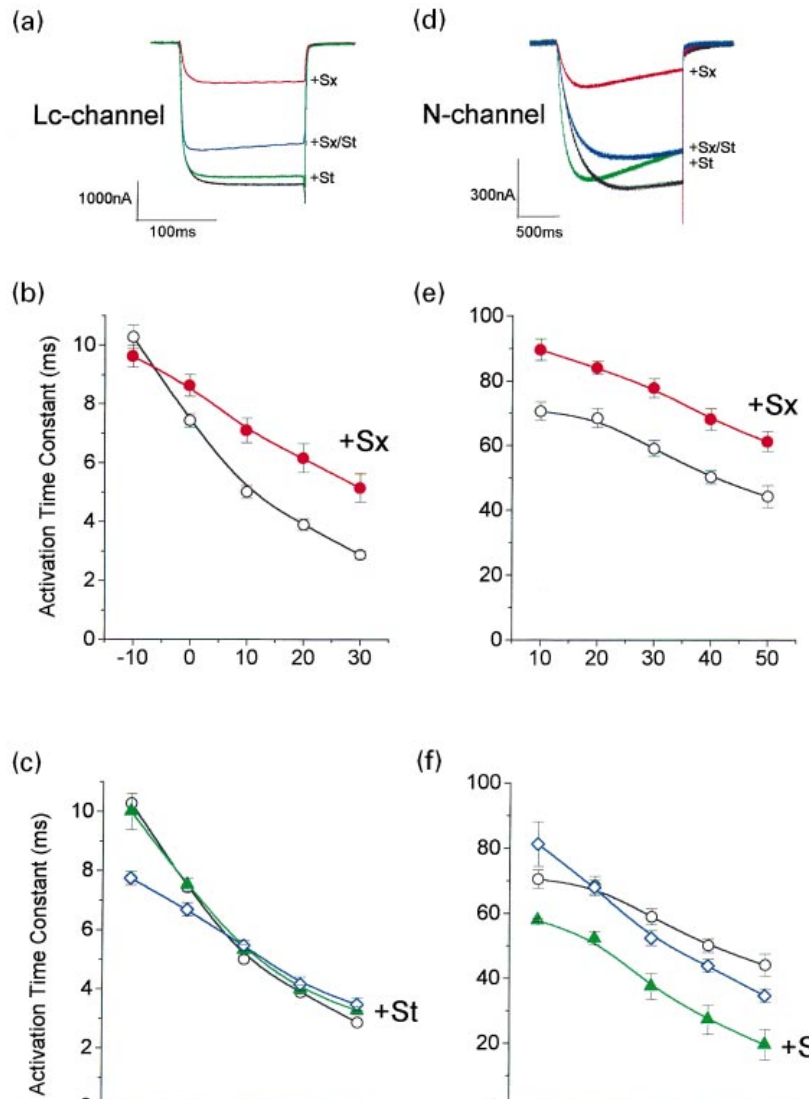 (a)
Lc-channel
+Sx
+Sx/St
+St
1000nA
100ms
(d)
N-channel
+Sx
+Sx/St
+St
300nA
500ms
(b)
Activation Time Constant (ms)
10
8
6
4
2
0
-10 0 10 20 30
+Sx
(e)
100
80
60
40
20
0
10 20 30 40 50
+Sx
(c)
Activation Time Constant (ms)
10
8
6
4
2
+St
(f)
100
80
60
40
20